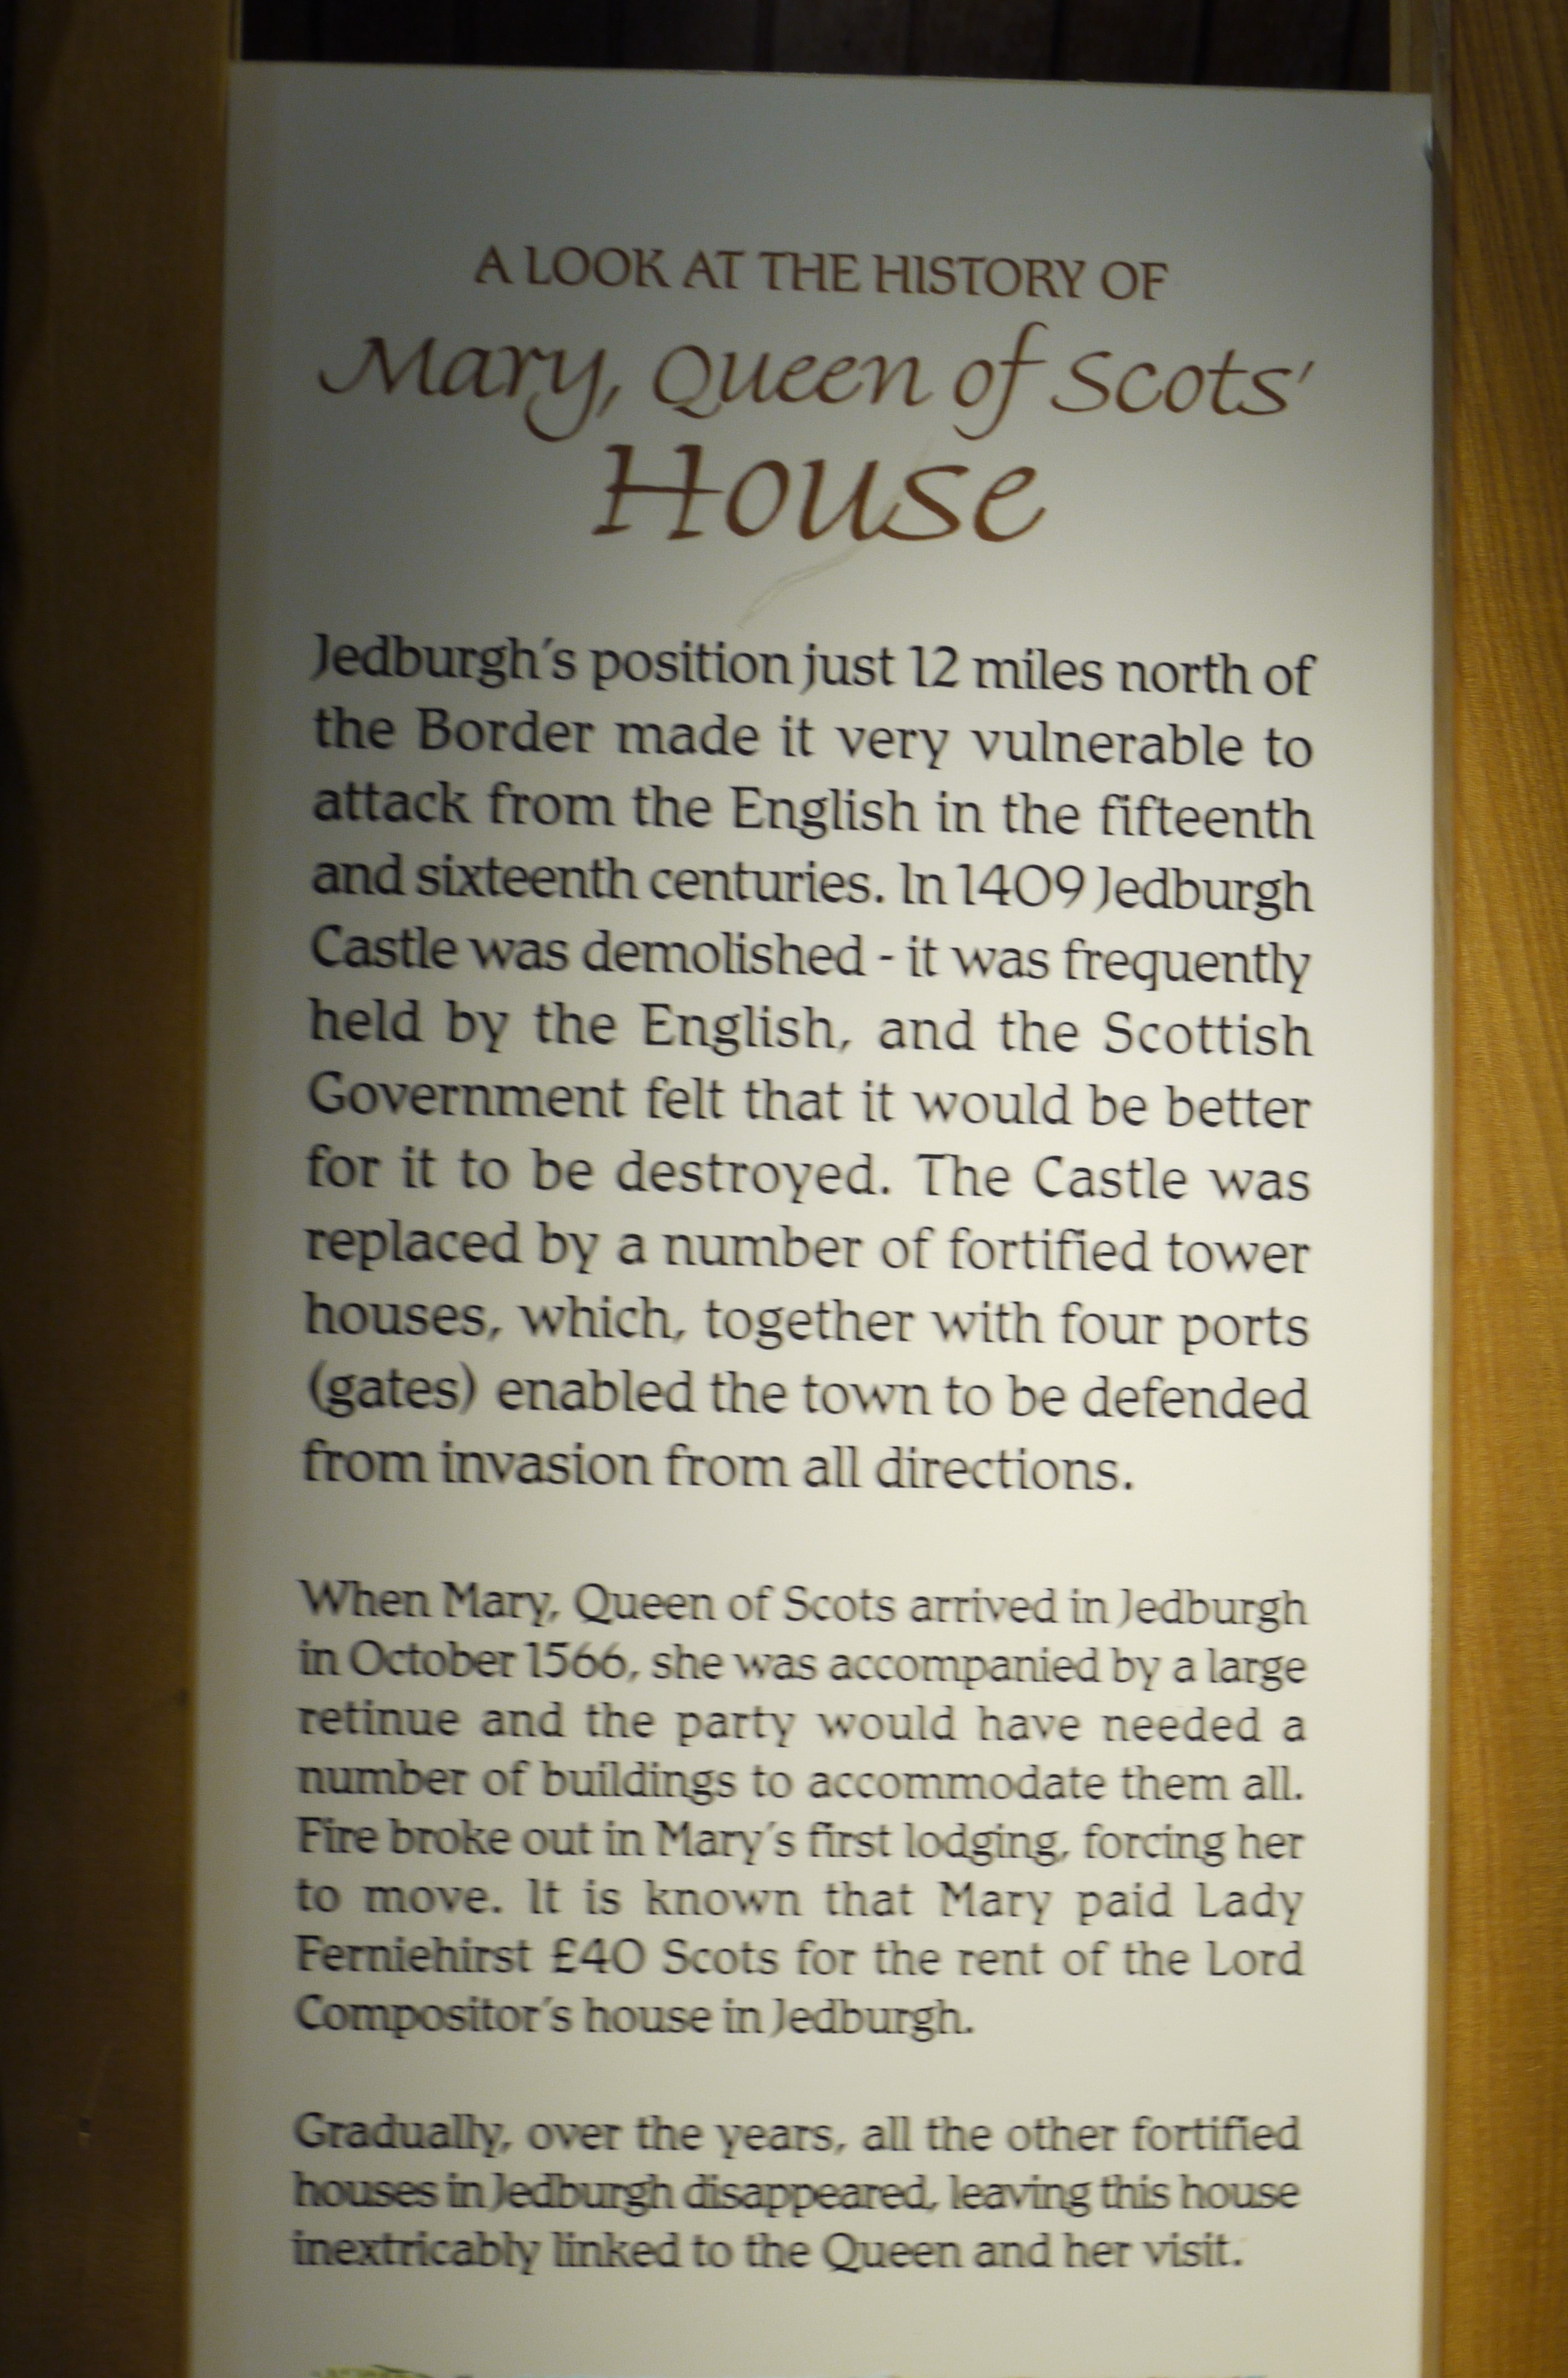 A LOOK AT THE HISTORY OF
Mary, Queen of Scots'
House
Jedburgh's position just 12 miles north of
the Border made it very vulnerable to
attack from the English in the fifteenth
and sixteenth centuries. In 1409 Jedburgh
Castle was demolished - it was frequently
held by the English, and the Scottish
Government felt that it would be better
for it to be destroyed. The Castle was
replaced by a number of fortified tower
houses, which, together with four ports
(gates) enabled the town to be defended
from invasion from all directions.
When Mary, Queen of Scots arrived in Jedburgh
in October 1566, she was accompanied by a large
retinue and the party would have needed a
number of buildings to accommodate them all.
Fire broke out in Mary's first lodging, forcing her
to move. It is known that Mary paid Lady
Ferniehirst £40 Scots for the rent of the Lord
Compositor's house in Jedburgh.
Gradually, over the years, all the other fortified
houses in Jedburgh disappeared, leaving this house
inextricably linked to the Queen and her visit.